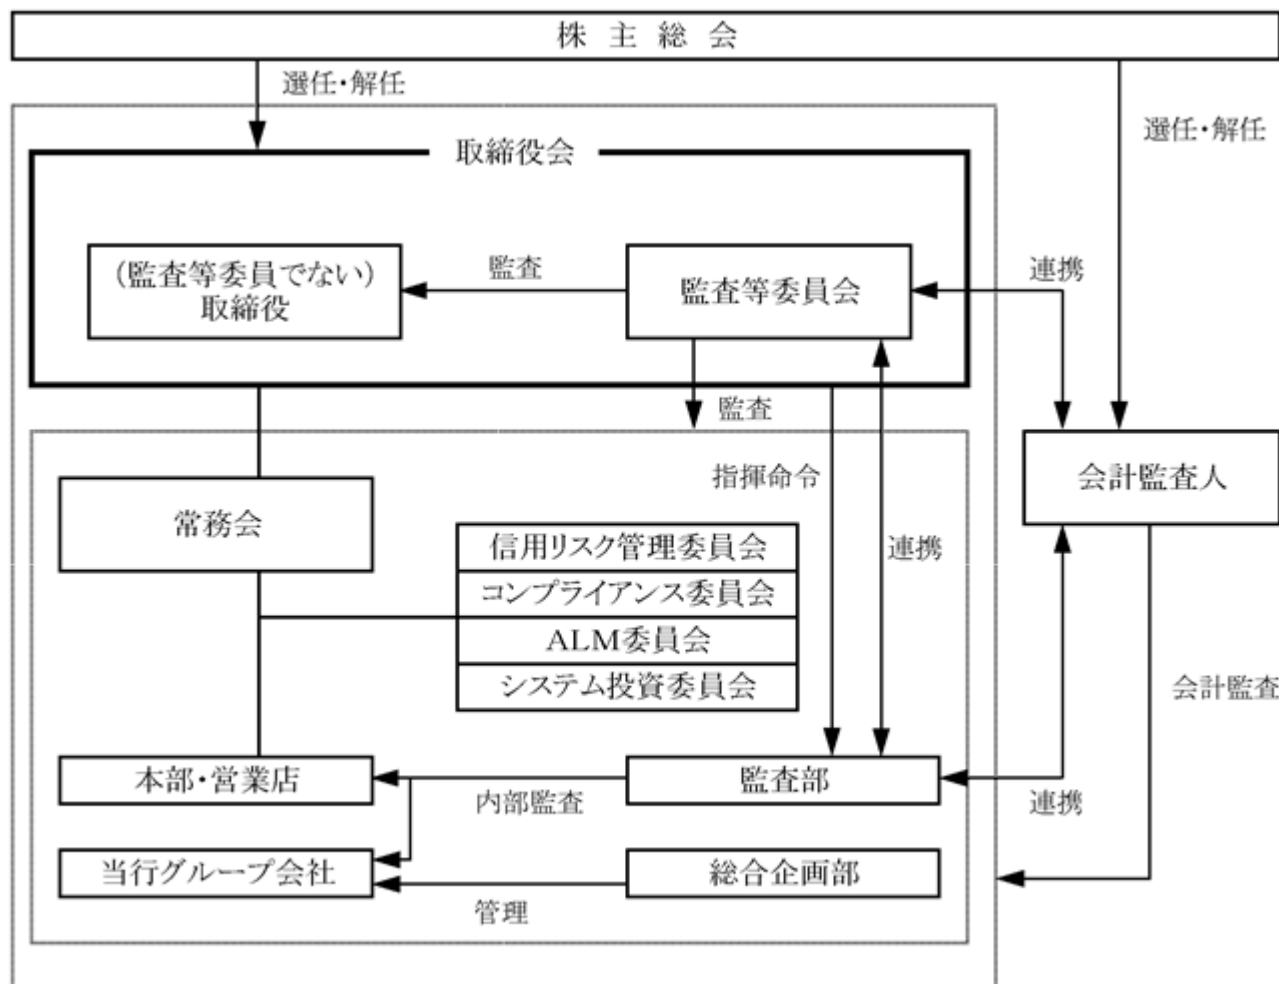 株主総会
選任・解任
選任・解任
取締役会
(監査等委員でない)
取締役
監査
監査等委員会
連携
監査
指揮命令
連携
会計監査人
常務会
信用リスク管理委員会
コンプライアンス委員会
ALM委員会
システム投資委員会
会計監査
本部・営業店
内部監査
監査部
連携
当行グループ会社
管理
総合企画部